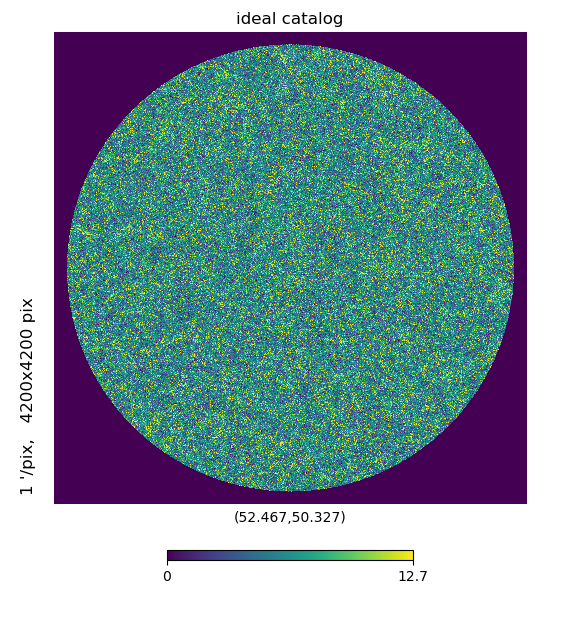 ideal catalog
1 '/pix, 4200x4200 pix
(52.467,50.327)
0
12.7